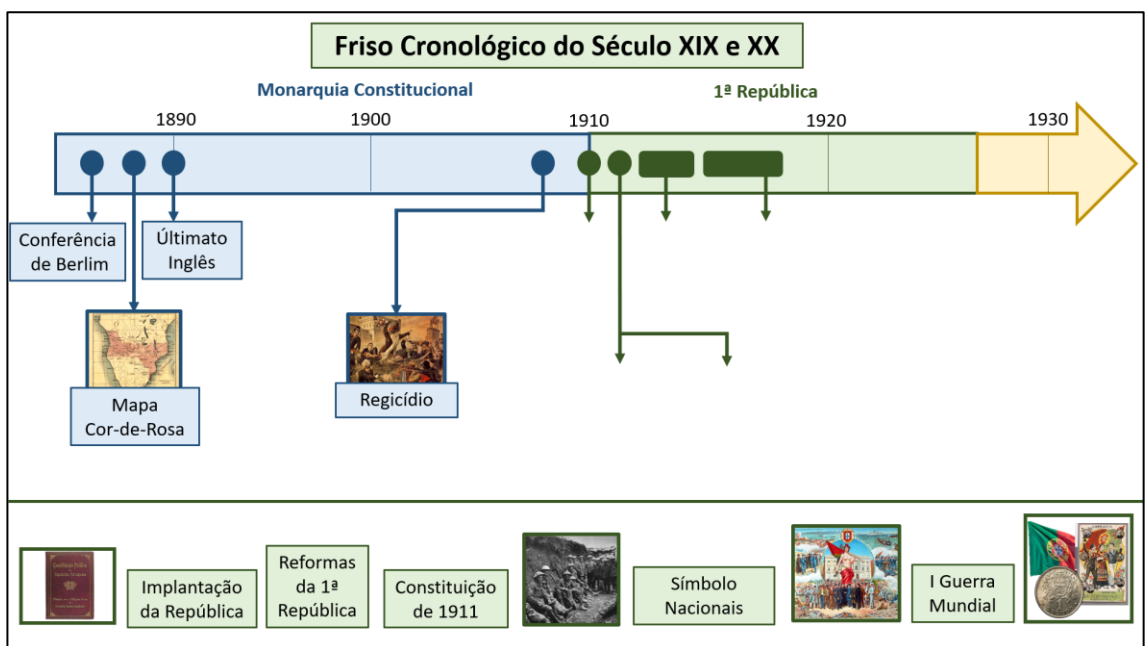 Friso Cronológico do Século XIX e XX
Monarquia Constitucional
1ª República
1890
1900
1910
1920
1930
Conferência
de Berlim
Últimato
Inglês
Mapa
Cor-de-Rosa
Regicídio
Implantação
da República
Reformas
da 1ª
República
Constituição
de 1911
Símbolo
Nacionais
I Guerra
Mundial